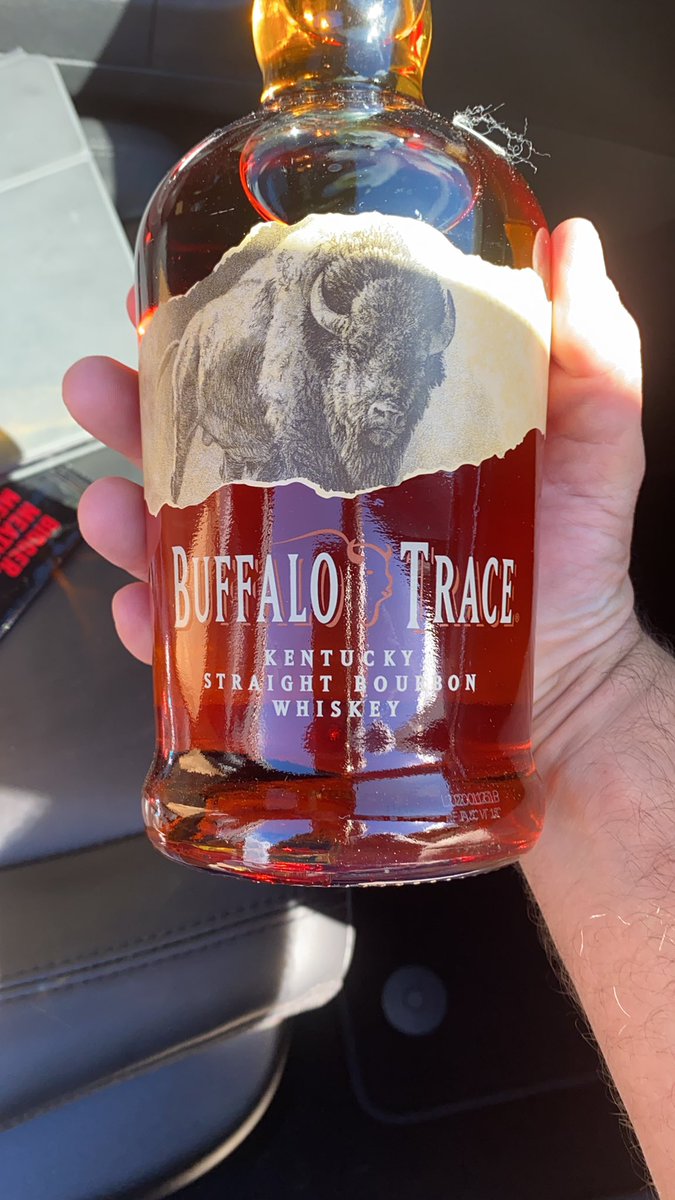 BUFFALO TRACE
KENTUCKY
STRAIGHT BOURBON
WHISKEY